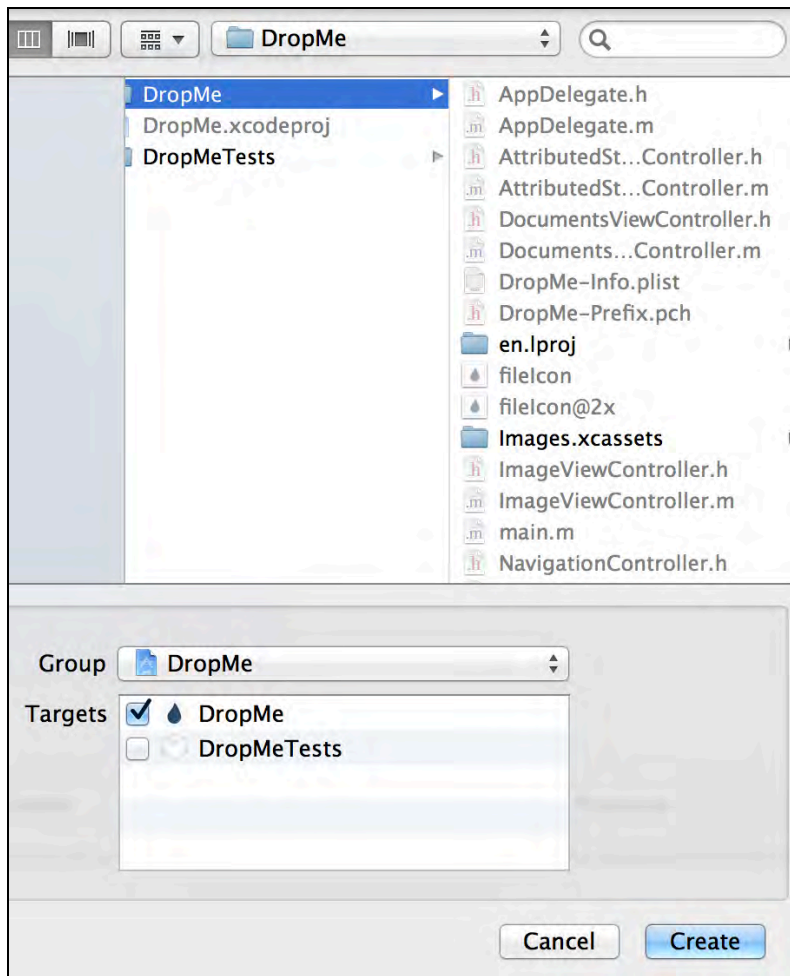 DropMe
DropMe
DropMe.xcodeproj
DropMeTests
AppDelegate.h
AppDelegate.m
AttributedSt...Controller.h
AttributedSt...Controller.m
DocumentsViewController.h
Documents...Controller.m
DropMe-Info.plist
DropMe-Prefix.pch
en.lproj
fileIcon
fileIcon@2x
Images.xcassets
ImageViewController.h
ImageViewController.m
main.m
NavigationController.h
Group DropMe
Targets DropMe
DropMeTests
Cancel Create